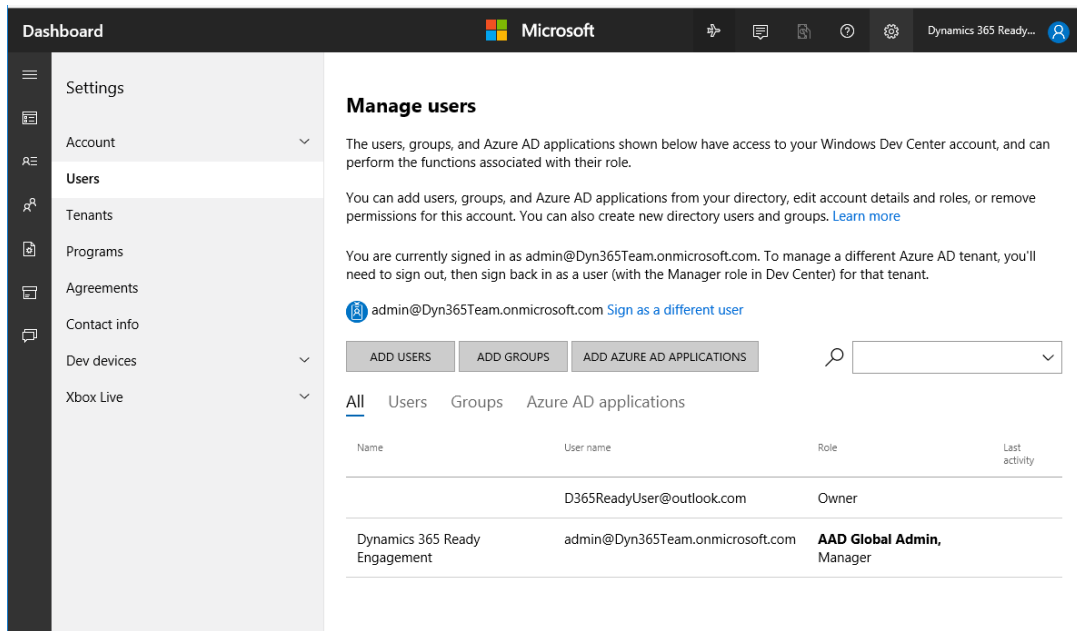 Dashboard
Microsoft
Dynamics 365 Ready...
Settings
Account
Users
Tenants
Programs
Agreements
Contact info
Dev devices
Xbox Live
Manage users
The users, groups, and Azure AD applications shown below have access to your Windows Dev Center account, and can
perform the functions associated with their role.
You can add users, groups, and Azure AD applications from your directory, edit account details and roles, or remove
permissions for this account. You can also create new directory users and groups. Learn more
You are currently signed in as admin@Dyn365Team.onmicrosoft.com. To manage a different Azure AD tenant, you'll
need to sign out, then sign back in as a user (with the Manager role in Dev Center) for that tenant.
admin@Dyn365Team.onmicrosoft.com Sign as a different user
ADD USERS ADD GROUPS ADD AZURE AD APPLICATIONS
All Users Groups Azure AD applications
Name User name Role Last
activity
D365ReadyUser@outlook.com Owner
Dynamics 365 Ready admin@Dyn365Team.onmicrosoft.com AAD Global Admin,
Engagement Manager